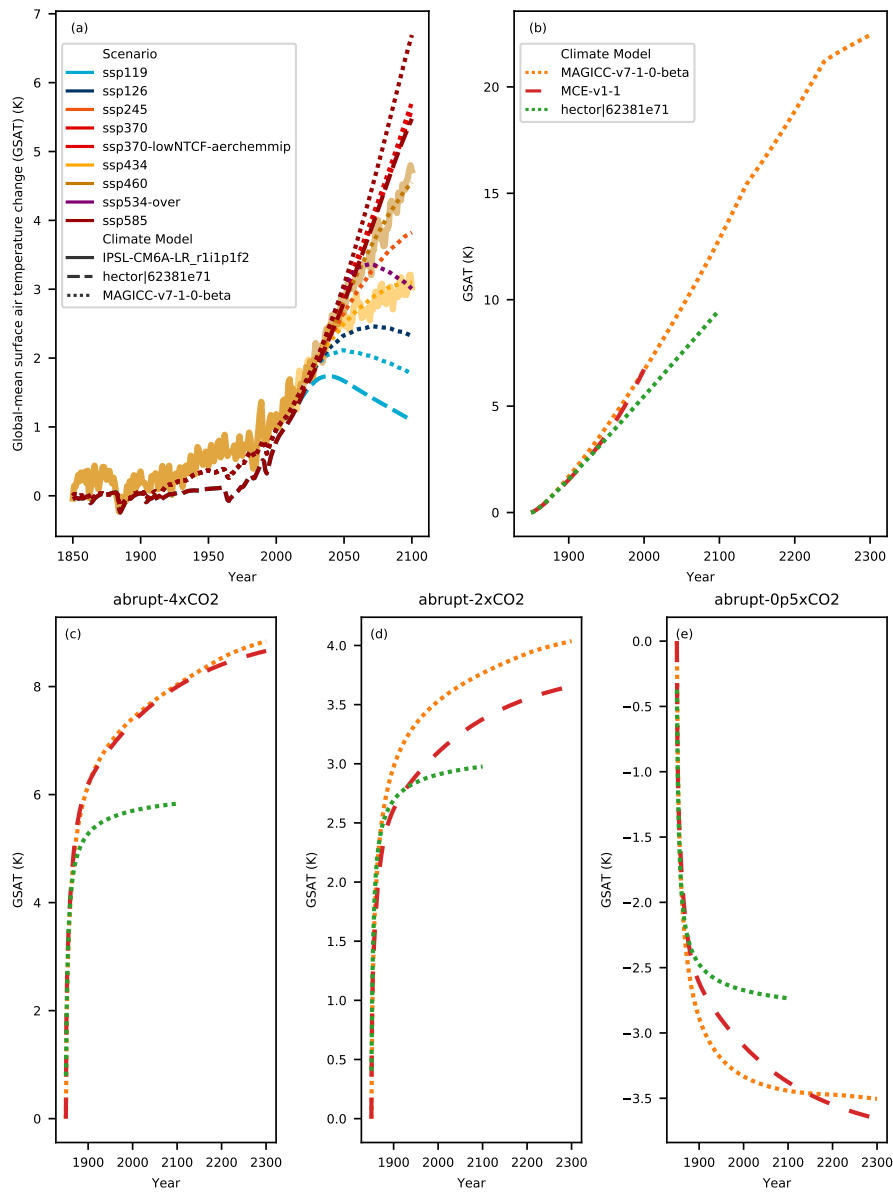 (a)
Scenario
ssp119
ssp126
ssp245
ssp370
ssp370-lowNTCF-aerchemmip
ssp434
ssp460
ssp534-over
ssp585
Climate Model
IPSL-CM6A-LR_r1i1p1f2
hector|62381e71
MAGICC-v7-1-0-beta
Global-mean surface air temperature change (GSAT) (K)
7
6
5
4
3
2
1
0
1850 1900 1950 2000 2050 2100
Year
(b)
Climate Model
MAGICC-v7-1-0-beta
MCE-v1-1
hector|62381e71
GSAT (K)
20
15
10
5
0
1900 2000 2100 2200 2300
Year
abrupt-4xCO2
(c)
GSAT (K)
8
6
4
2
0
1900 2000 2100 2200 2300
Year
abrupt-2xCO2
(d)
GSAT (K)
4.0
3.5
3.0
2.5
2.0
1.5
1.0
0.5
0.0
1900 2000 2100 2200 2300
Year
abrupt-0p5xCO2
(e)
GSAT (K)
0.0
−0.5
−1.0
−1.5
−2.0
−2.5
−3.0
−3.5
1900 2000 2100 2200 2300
Year